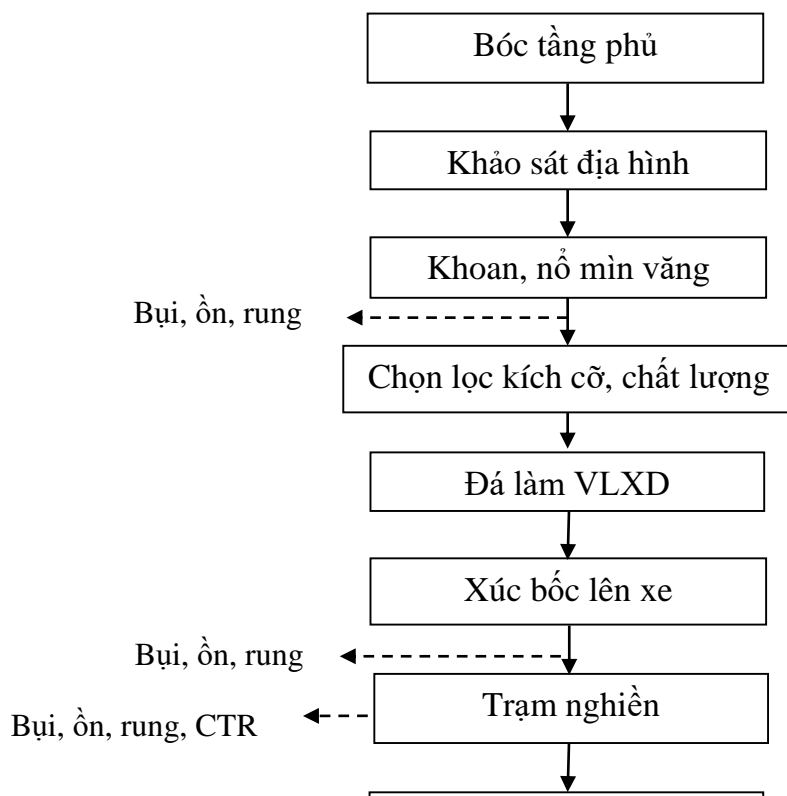 Bóc tầng phủ
Khảo sát địa hình
Khoan, nổ mìn văng
Bụi, ồn, rung
Chọn lọc kích cỡ, chất lượng
Đá làm VLXD
Xúc bốc lên xe
Bụi, ồn, rung
Trạm nghiền
Bụi, ồn, rung, CTR